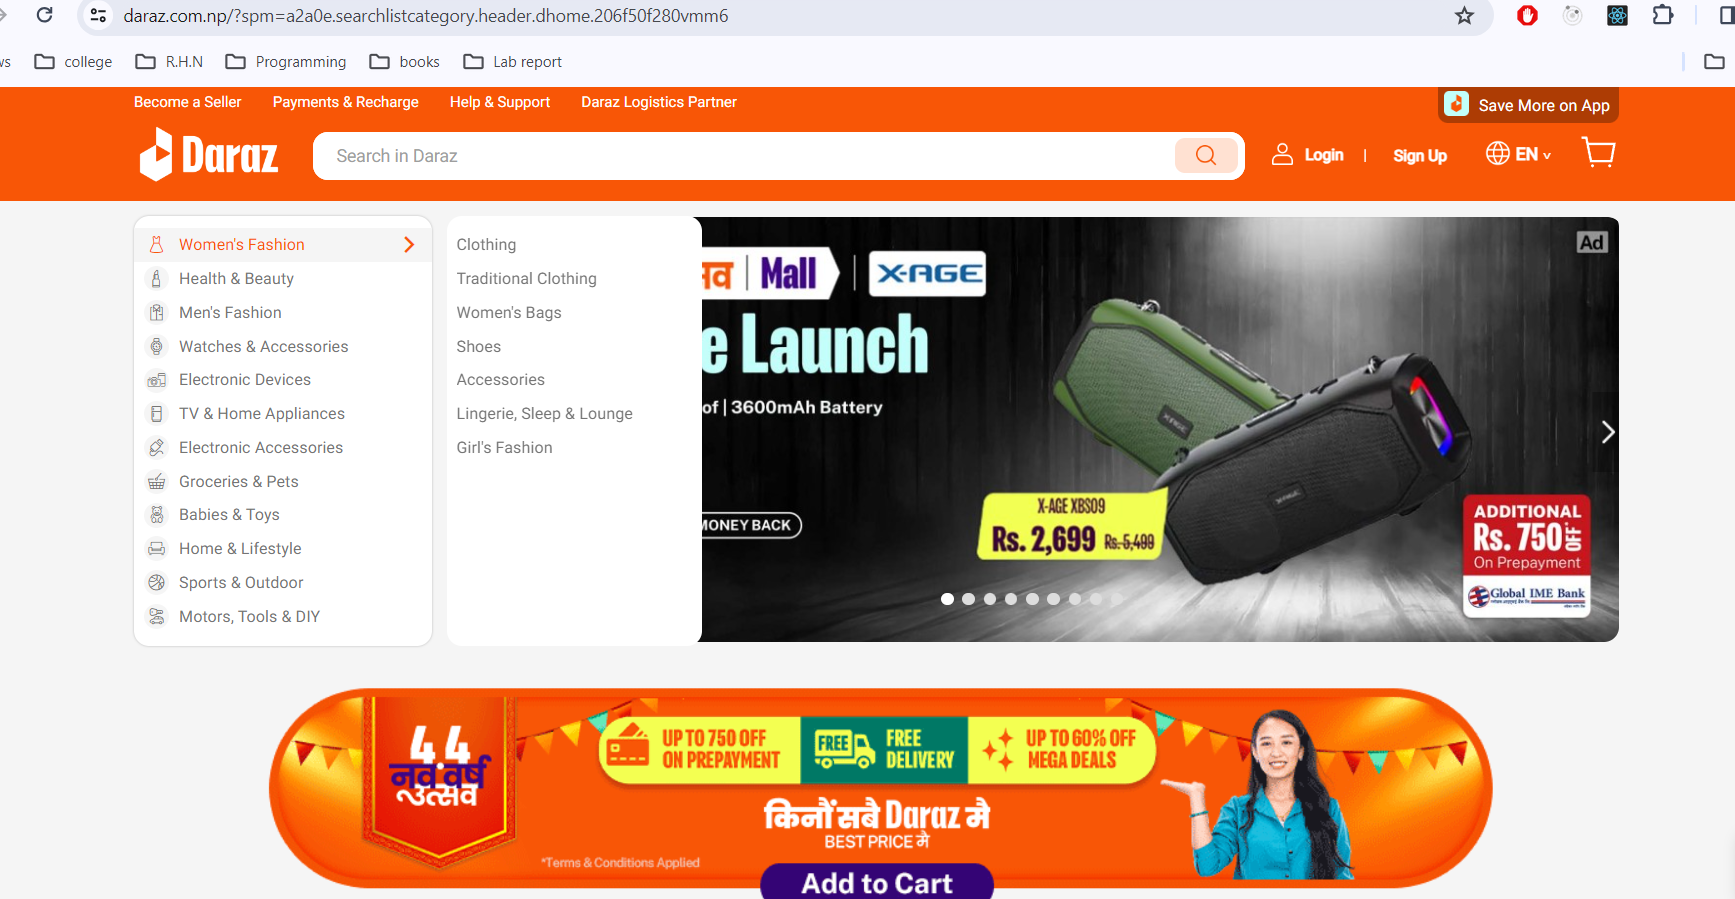 daraz.com.np/?spm=a2a0e.searchlistcategory.header.dhome.206f50f280vmm6
college
R.H.N
Programming
books
Lab report
Become a Seller
Payments & Recharge
Help & Support
Daraz Logistics Partner
Save More on App
Daraz
Search in Daraz
Login
|
Sign Up
EN
Women's Fashion
Health & Beauty
Men's Fashion
Watches & Accessories
Electronic Devices
TV & Home Appliances
Electronic Accessories
Groceries & Pets
Babies & Toys
Home & Lifestyle
Sports & Outdoor
Motors, Tools & DIY
Clothing
Traditional Clothing
Women's Bags
Shoes
Accessories
Lingerie, Sleep & Lounge
Girl's Fashion
Ad
Mall
X-AGE
e Launch
of | 3600mAh Battery
MONEY BACK
X-AGE XBS09
Rs. 2,699 Rs. 5,499
X-AGE
X-AGE
ADDITIONAL
Rs. 750 OFF
On Prepayment
Global IME Bank
4.4
नव वर्ष
उत्सव
UP TO 750 OFF
ON PREPAYMENT
FREE
FREE
DELIVERY
UP TO 60% OFF
MEGA DEALS
किनौं सबै Daraz मै
BEST PRICE मै
*Terms & Conditions Applied
Add to Cart